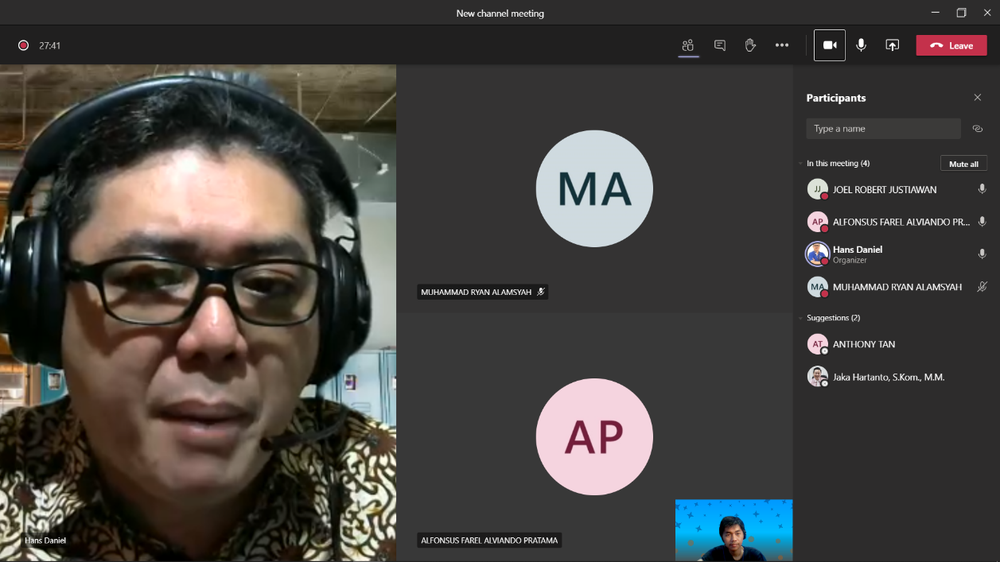 New channel meeting
27:41
Leave
Participants
Type a name
In this meeting (4)
Mute all
JJ
JOEL ROBERT JUSTIAWAN
AP
ALFONSUS FAREL ALVIANDO PR...
Hans Daniel
Organizer
MA
MUHAMMAD RYAN ALAMSYAH
Suggestions (2)
AT
ANTHONY TAN
Jaka Hartanto, S.Kom., M.M.
MA
MUHAMMAD RYAN ALAMSYAH
AP
ALFONSUS FAREL ALVIANDO PRATAMA
Hans Daniel